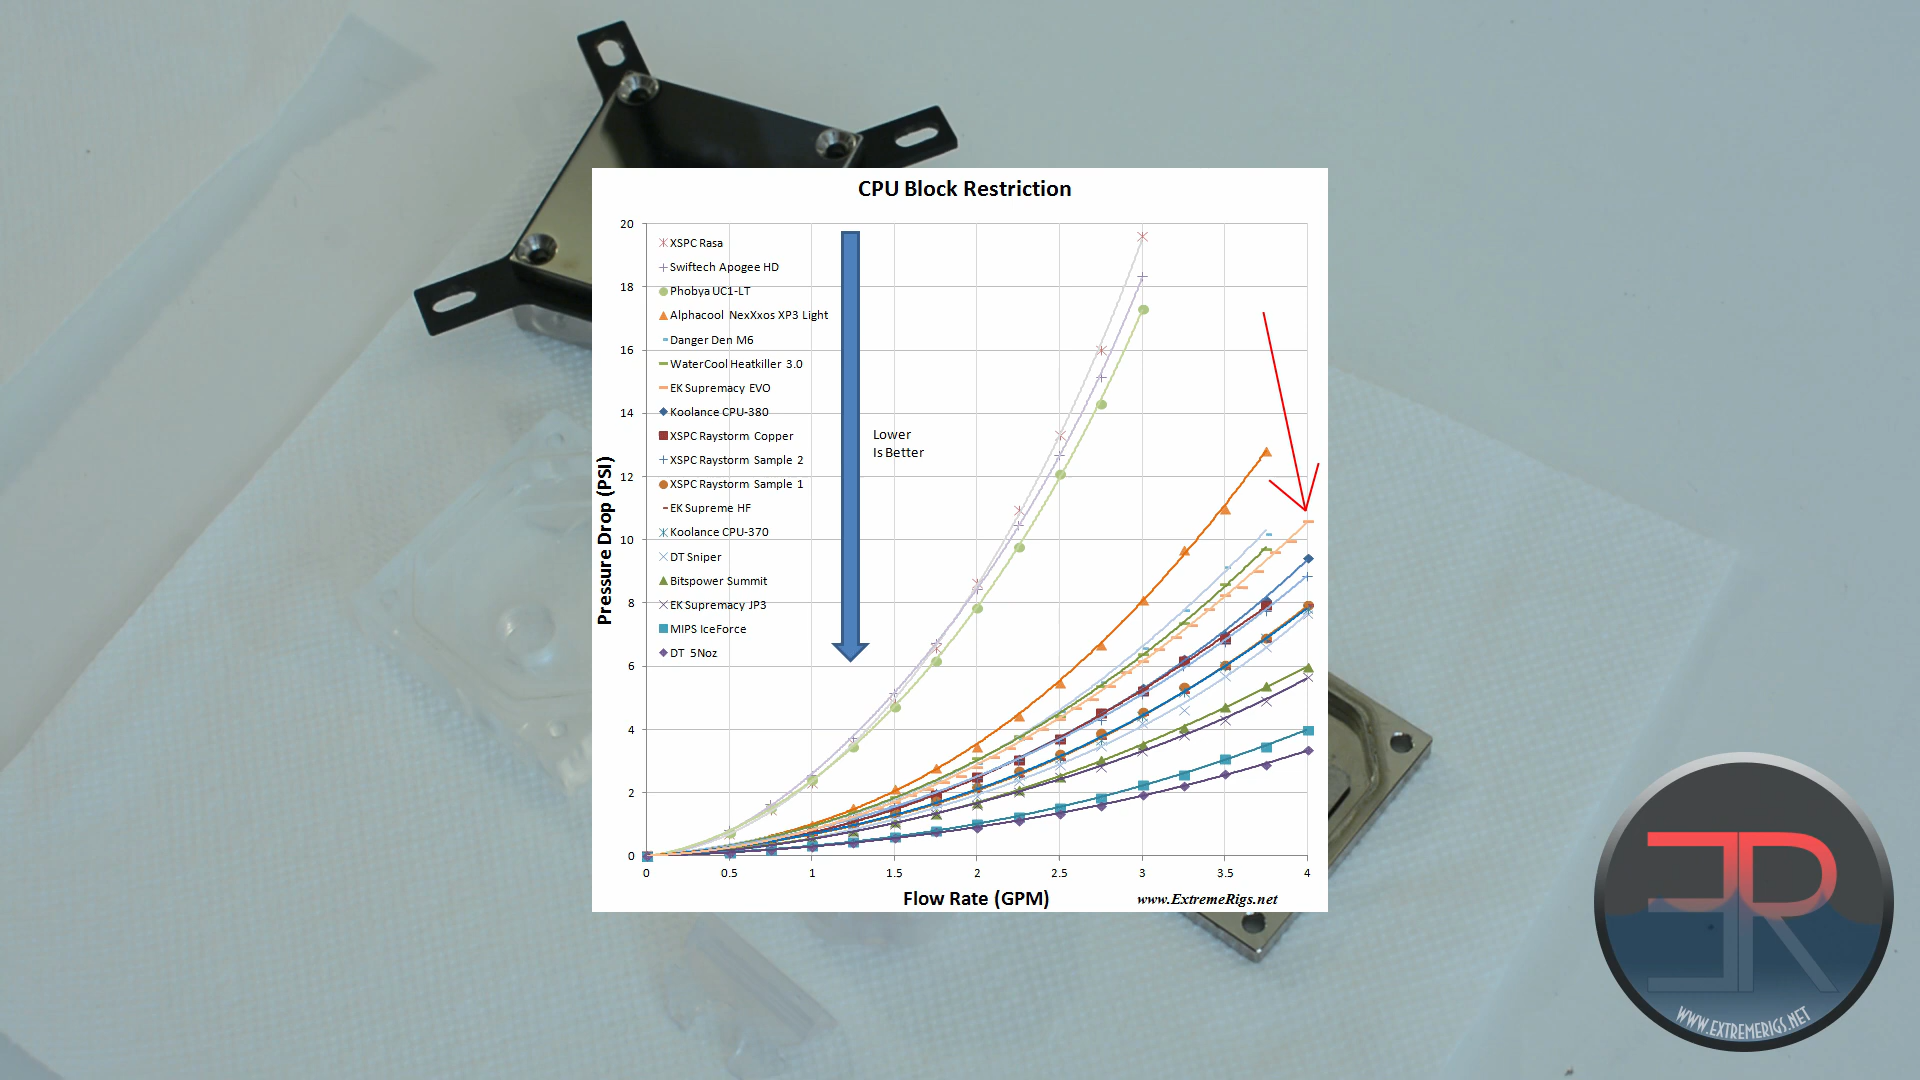 CPU Block Restriction
20
18
16
14
12
10
8
6
4
2
0
Pressure Drop (PSI)
XSPC Rasa
Swiftech Apogee HD
Phobya UC1-LT
Alphacool NexXxos XP3 Light
Danger Den M6
WaterCool Heatkiller 3.0
EK Supremacy EVO
Koolance CPU-380
XSPC Raystorm Copper
XSPC Raystorm Sample 2
XSPC Raystorm Sample 1
EK Supreme HF
Koolance CPU-370
DT Sniper
Bitspower Summit
EK Supremacy JP3
MIPS IceForce
DT 5Noz
Lower
Is Better
0 0.5 1 1.5 2 2.5 3 3.5 4
Flow Rate (GPM)
www.ExtremeRigs.net
ER
WWW.EXTREMERIGS.NET